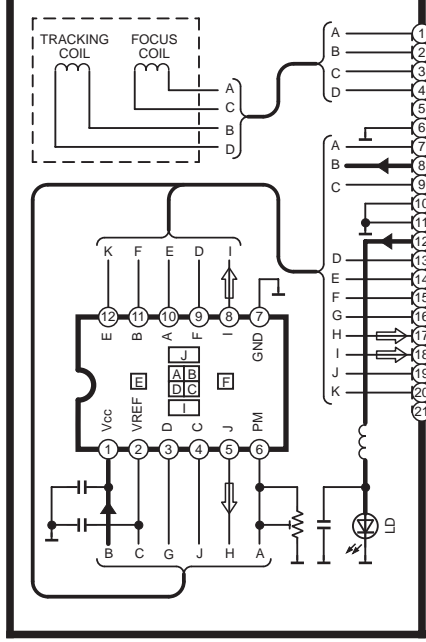 TRACKING COIL
FOCUS COIL
A
C
B
D
A 1
B 2
C 3
D 4
5
6
A 7
B 8
C 9
10
11
12
D 13
E 14
F 15
G 16
H 17
I 18
J 19
K 20
21
K F E D I
12 11 10 9 8 7
E B A F I GND
J
A B
D C
E F
I
Vcc VREF D C J PM
1 2 3 4 5 6
B C G J H A
LD